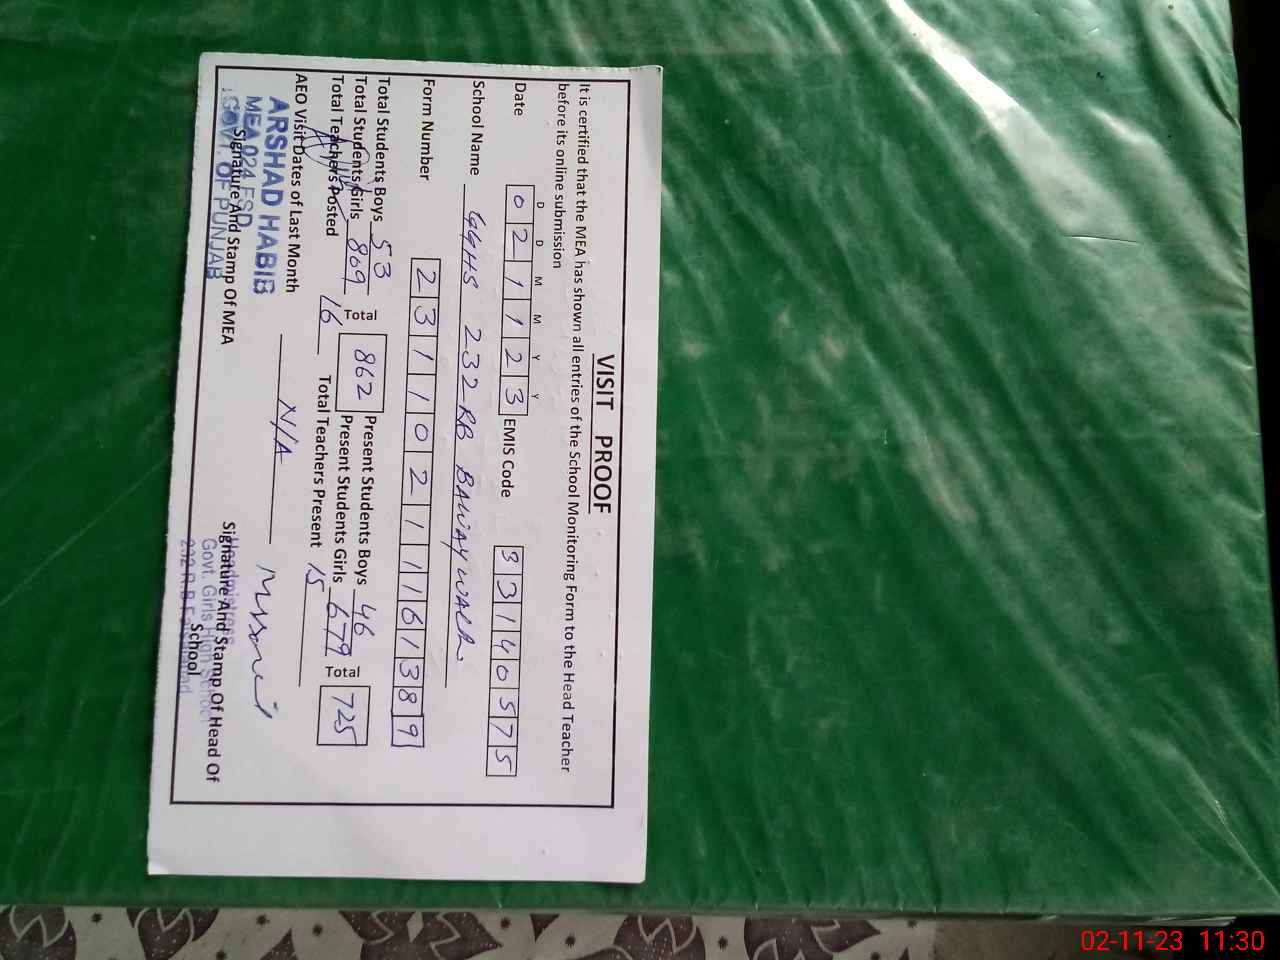 VISIT PROOF
It is certified that the MEA has shown all entries of the School Monitoring Form to the Head Teacher
before its online submission
D D M M Y Y
Date 0 2 1 1 2 3 EMIS Code 3 3 1 4 0 5 7 5
School Name GGHS 232-RB BAWAY WALA
Form Number 2 3 1 1 0 2 1 1 1 6 1 3 8 9
Total Students Boys 53 Present Students Boys 46
Total Students Girls 809 Total 862 Present Students Girls 679 Total 725
Total Teachers Posted 16 Total Teachers Present 15
AEO Visit Dates of Last Month N/A
ARSHAD HABIB
MEA 024 FSD
GOVT. OF PUNJAB
Signature And Stamp Of MEA
Signature And Stamp Of Head Of
School
Headmistress
Govt. Girls High School
232 R.B Faisalabad
02-11-23 11:30